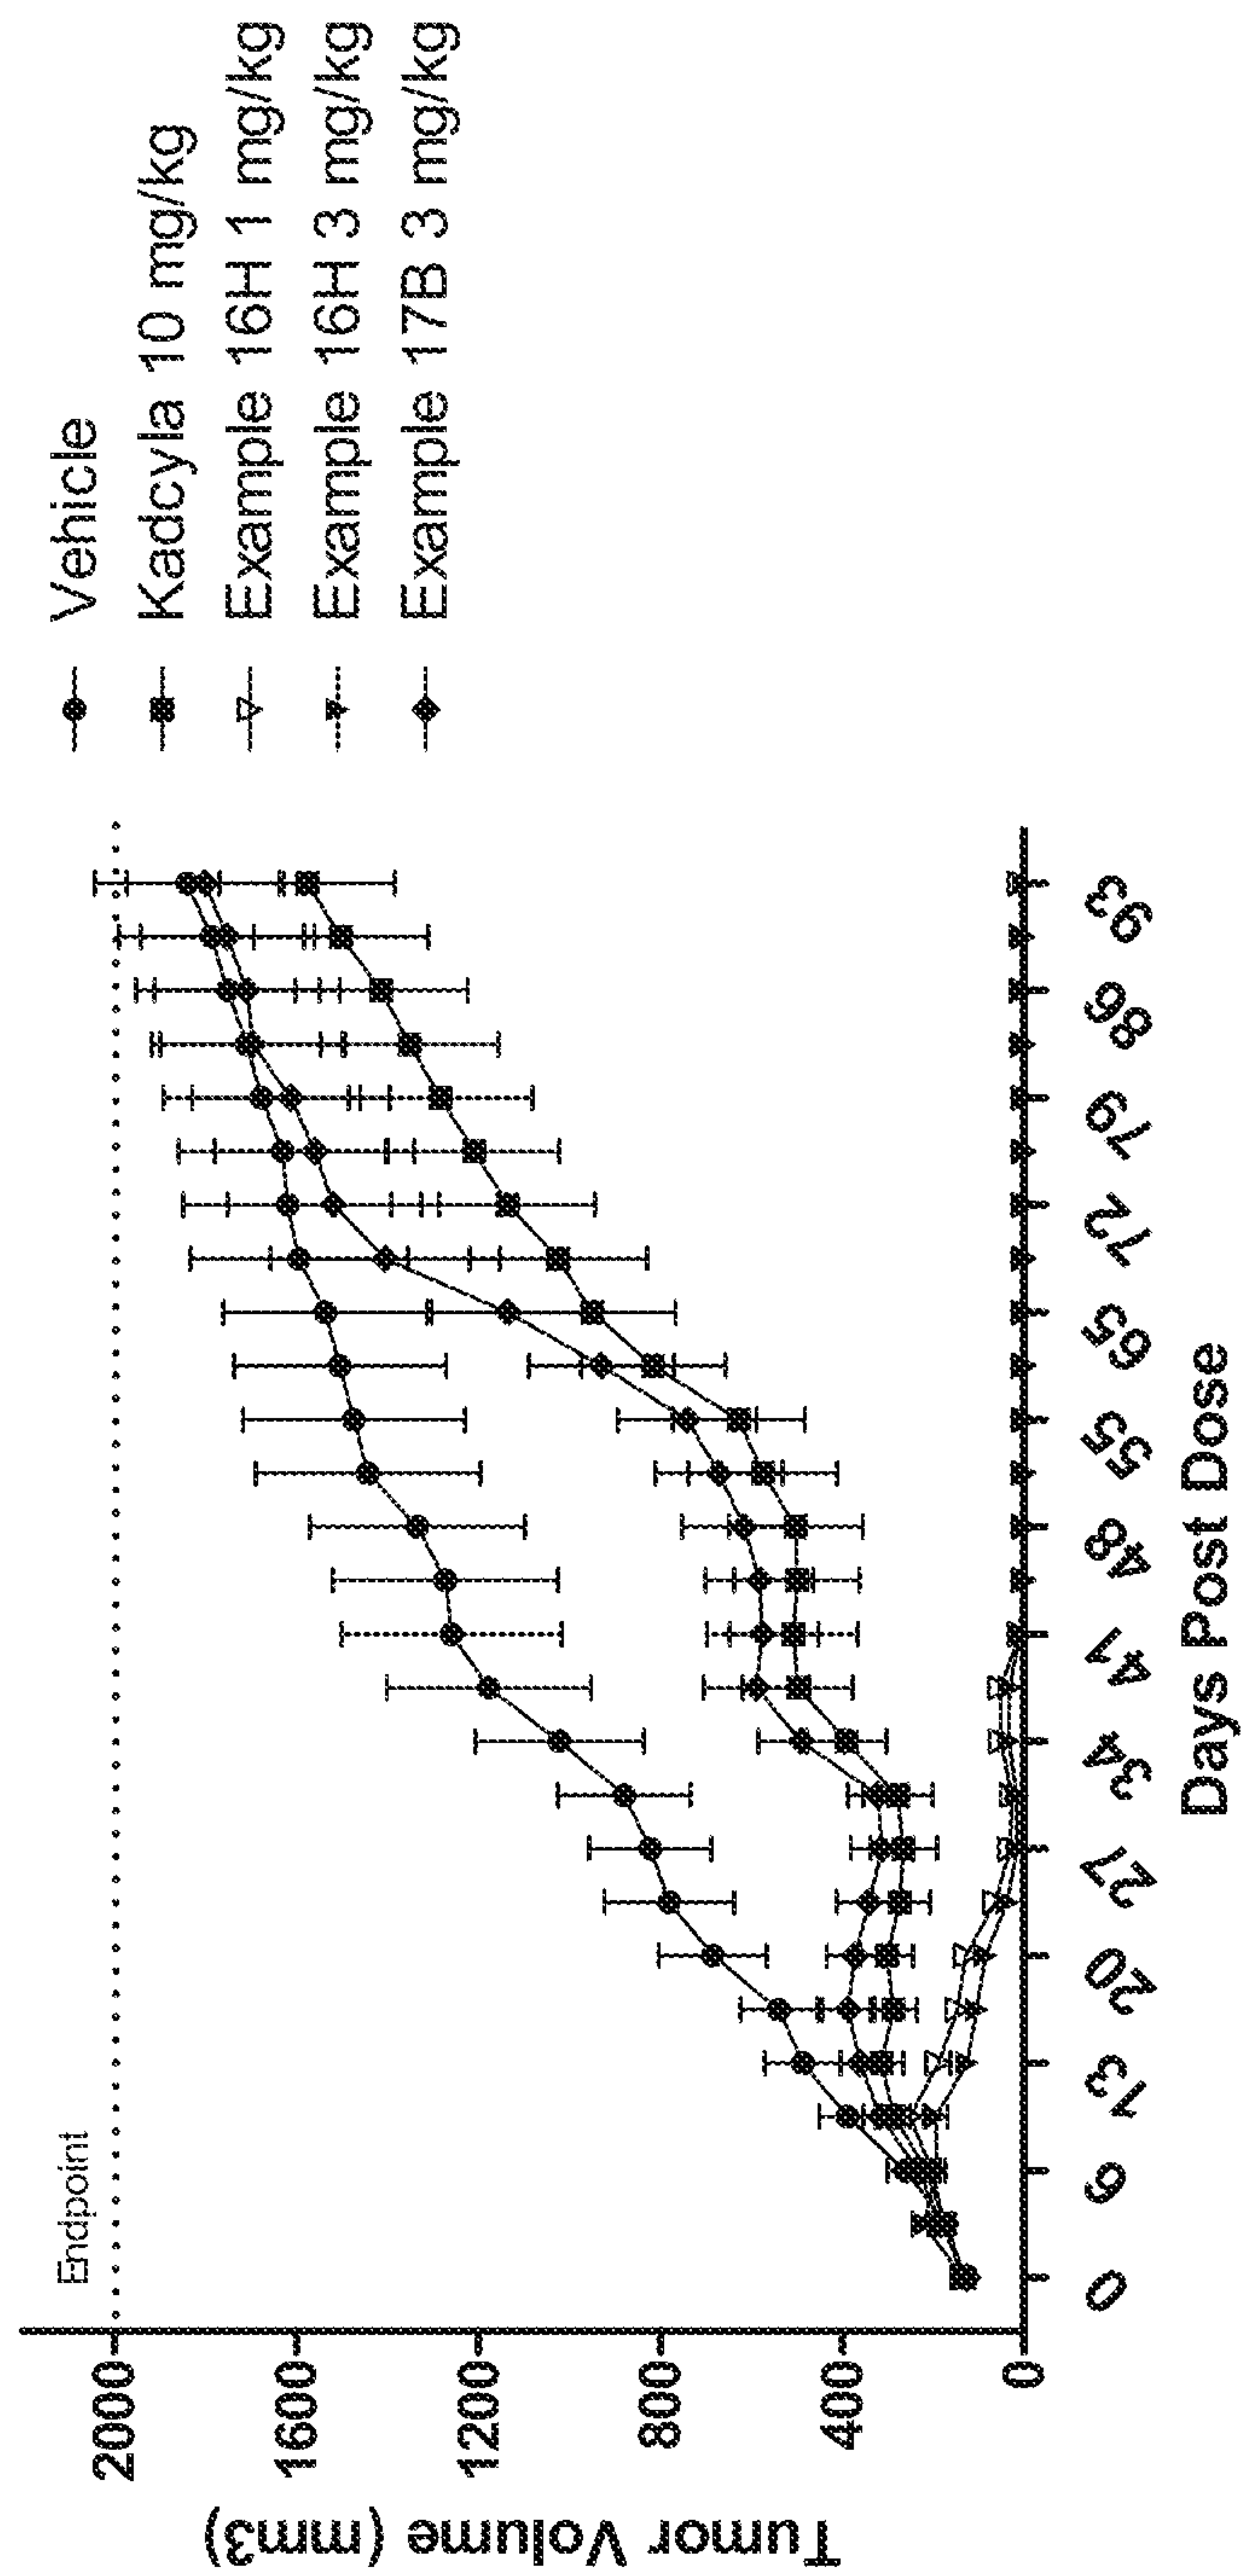 Endpoint
Tumor Volume (mm3)
2000
1600
1200
800
400
0
0
6
13
20
27
34
41
48
55
65
72
79
86
93
Days Post Dose
Vehicle
Kadcyla 10 mg/kg
Example 16H 1 mg/kg
Example 16H 3 mg/kg
Example 17B 3 mg/kg